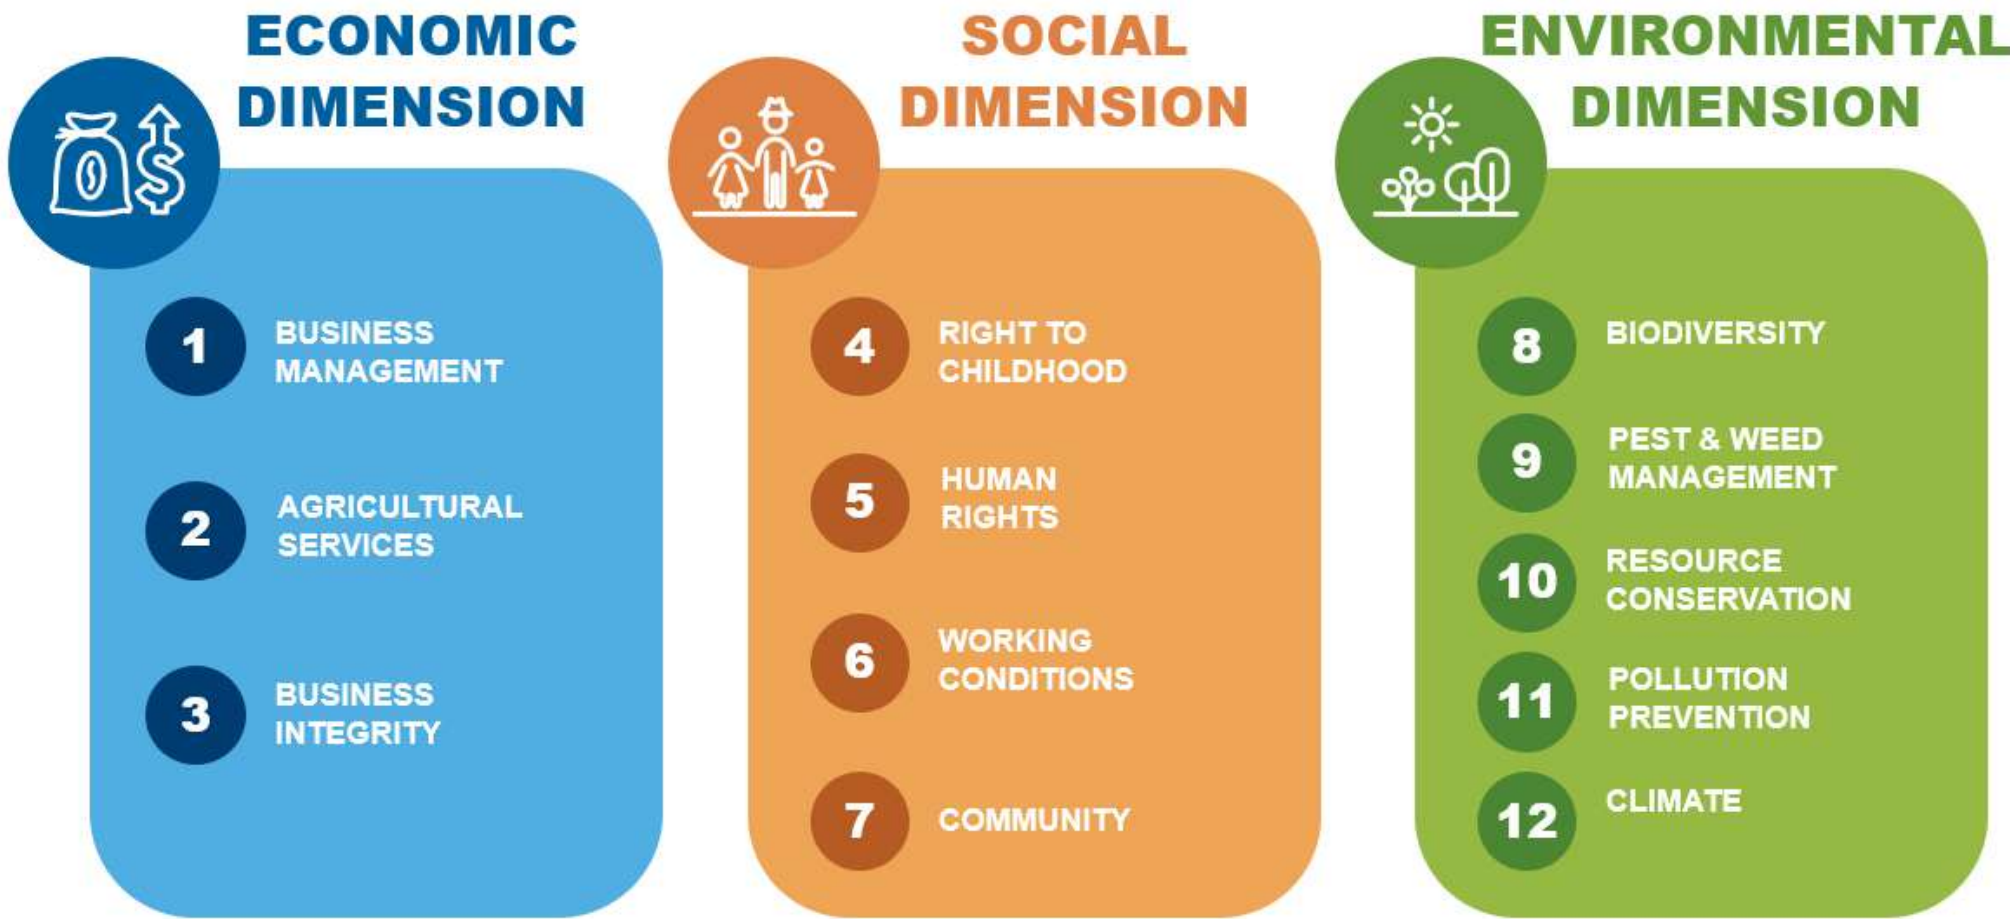 ECONOMIC
DIMENSION
1
BUSINESS
MANAGEMENT
2
AGRICULTURAL
SERVICES
3
BUSINESS
INTEGRITY
SOCIAL
DIMENSION
4
RIGHT TO
CHILDHOOD
5
HUMAN
RIGHTS
6
WORKING
CONDITIONS
7
COMMUNITY
ENVIRONMENTAL
DIMENSION
8
BIODIVERSITY
9
PEST & WEED
MANAGEMENT
10
RESOURCE
CONSERVATION
11
POLLUTION
PREVENTION
12
CLIMATE